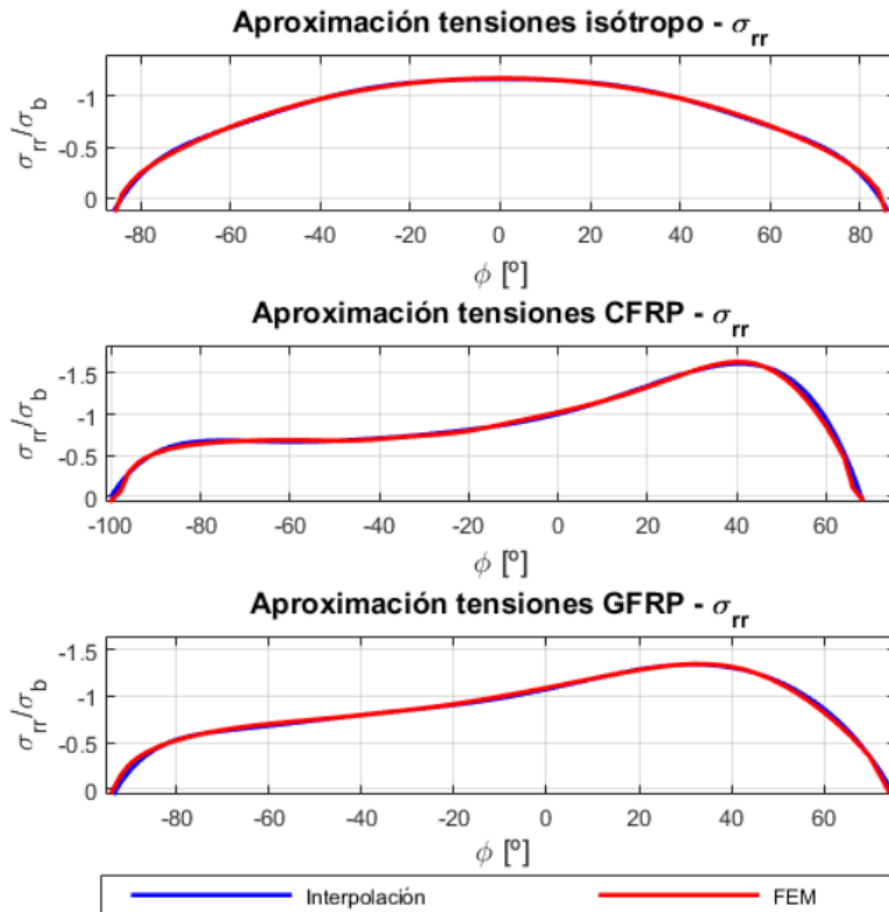 Aproximación tensiones isótropo - σrr
σrr/σb
-1
-0.5
0
-80 -60 -40 -20 0 20 40 60 80
ϕ [º]
Aproximación tensiones CFRP - σrr
σrr/σb
-1.5
-1
-0.5
0
-100 -80 -60 -40 -20 0 20 40 60
ϕ [º]
Aproximación tensiones GFRP - σrr
σrr/σb
-1.5
-1
-0.5
0
-80 -60 -40 -20 0 20 40 60
ϕ [º]
Interpolación FEM